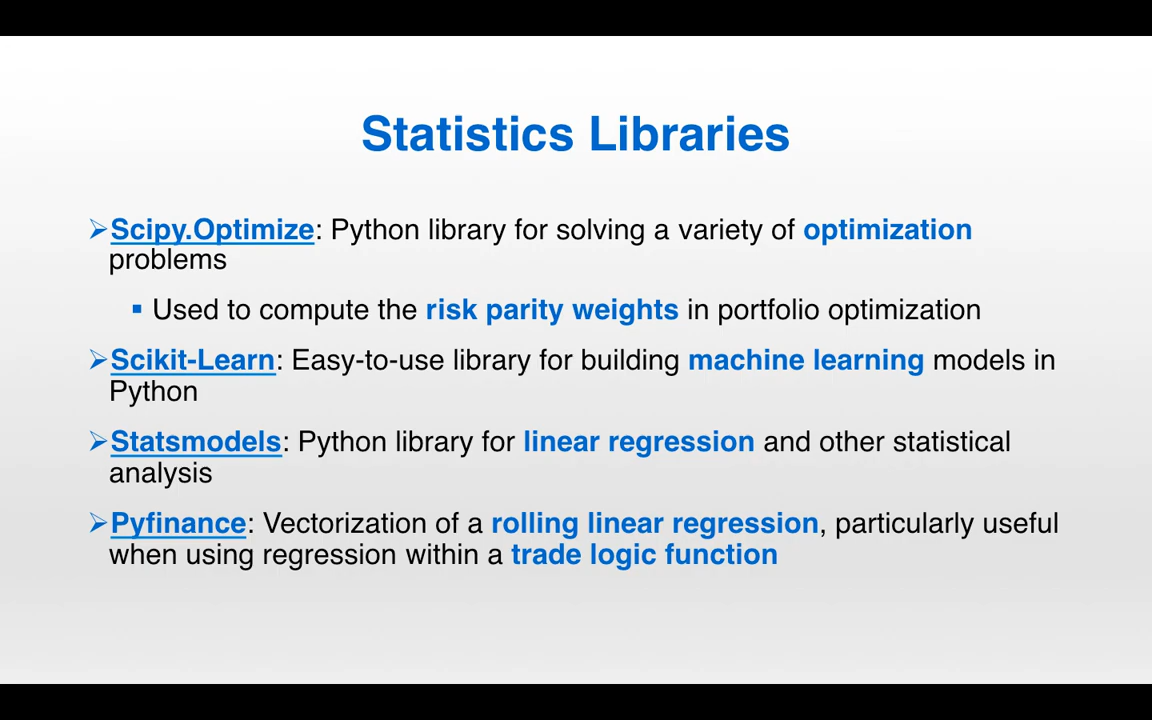 Statistics Libraries
➢Scipy.Optimize: Python library for solving a variety of optimization
problems
▪ Used to compute the risk parity weights in portfolio optimization
➢Scikit-Learn: Easy-to-use library for building machine learning models in
Python
➢Statsmodels: Python library for linear regression and other statistical
analysis
➢Pyfinance: Vectorization of a rolling linear regression, particularly useful
when using regression within a trade logic function